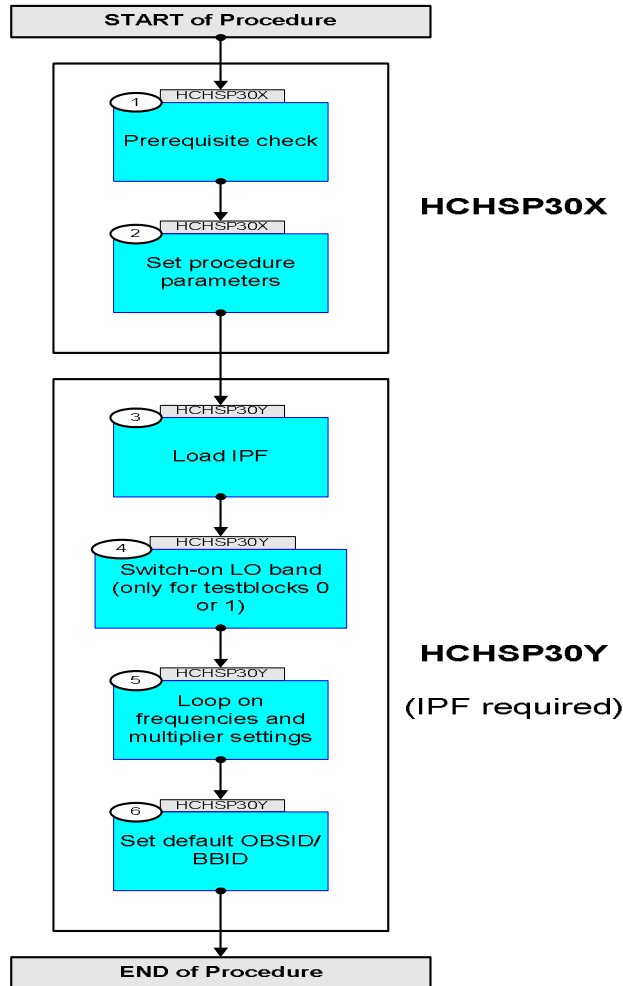 START of Procedure
HCHSP30X
1
Prerequisite check
HCHSP30X
HCHSP30X
2
Set procedure
parameters
HCHSP30Y
3
Load IPF
HCHSP30Y
4
Switch-on LO band
(only for testblocks 0
or 1)
HCHSP30Y
(IPF required)
HCHSP30Y
5
Loop on
frequencies and
multiplier settings
HCHSP30Y
6
Set default OBSID/
BBID
END of Procedure